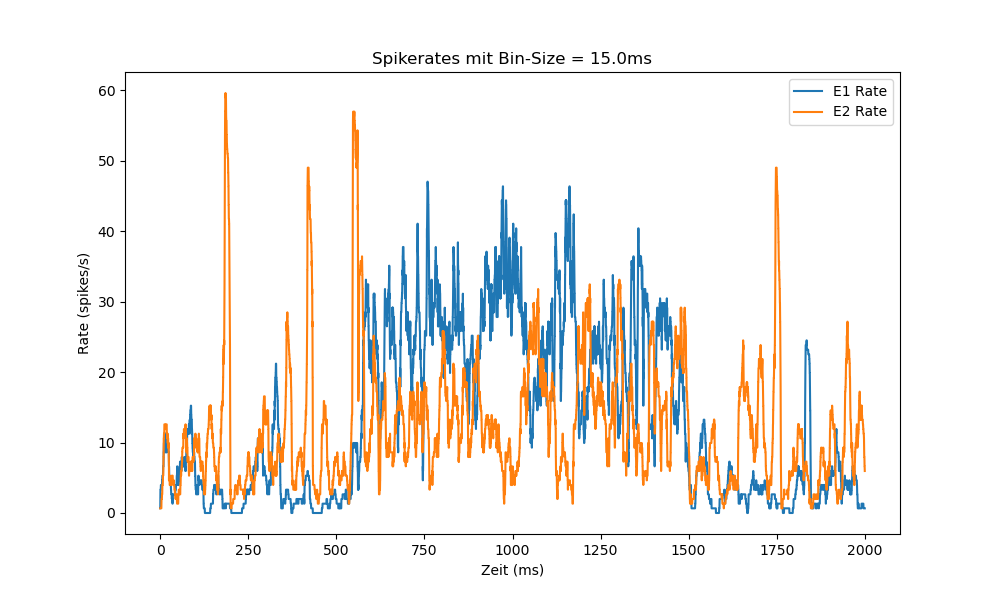 Spikerates mit Bin-Size = 15.0ms
E1 Rate
E2 Rate
60
50
40
30
20
10
0
Rate (spikes/s)
0 250 500 750 1000 1250 1500 1750 2000
Zeit (ms)